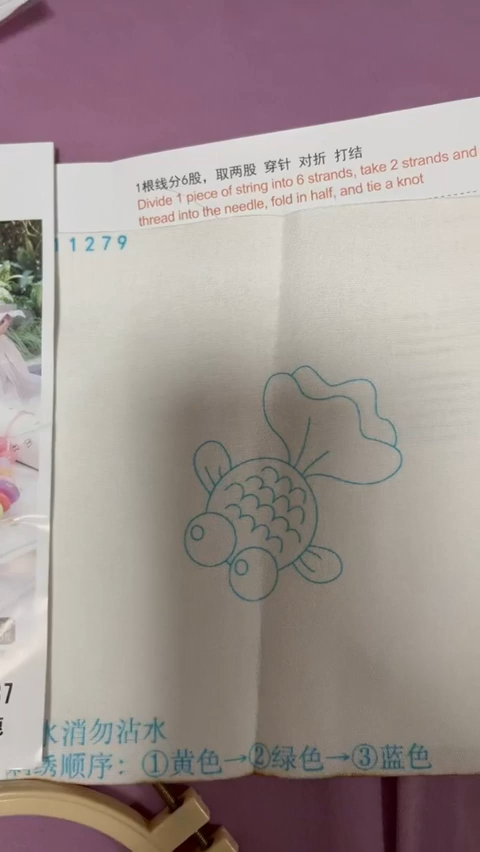 1根线分6股，取两股 穿针 对折 打结
Divide 1 piece of string into 6 strands, take 2 strands and
thread into the needle, fold in half, and tie a knot
11279
水消勿沾水
绣顺序：①黄色→②绿色→③蓝色